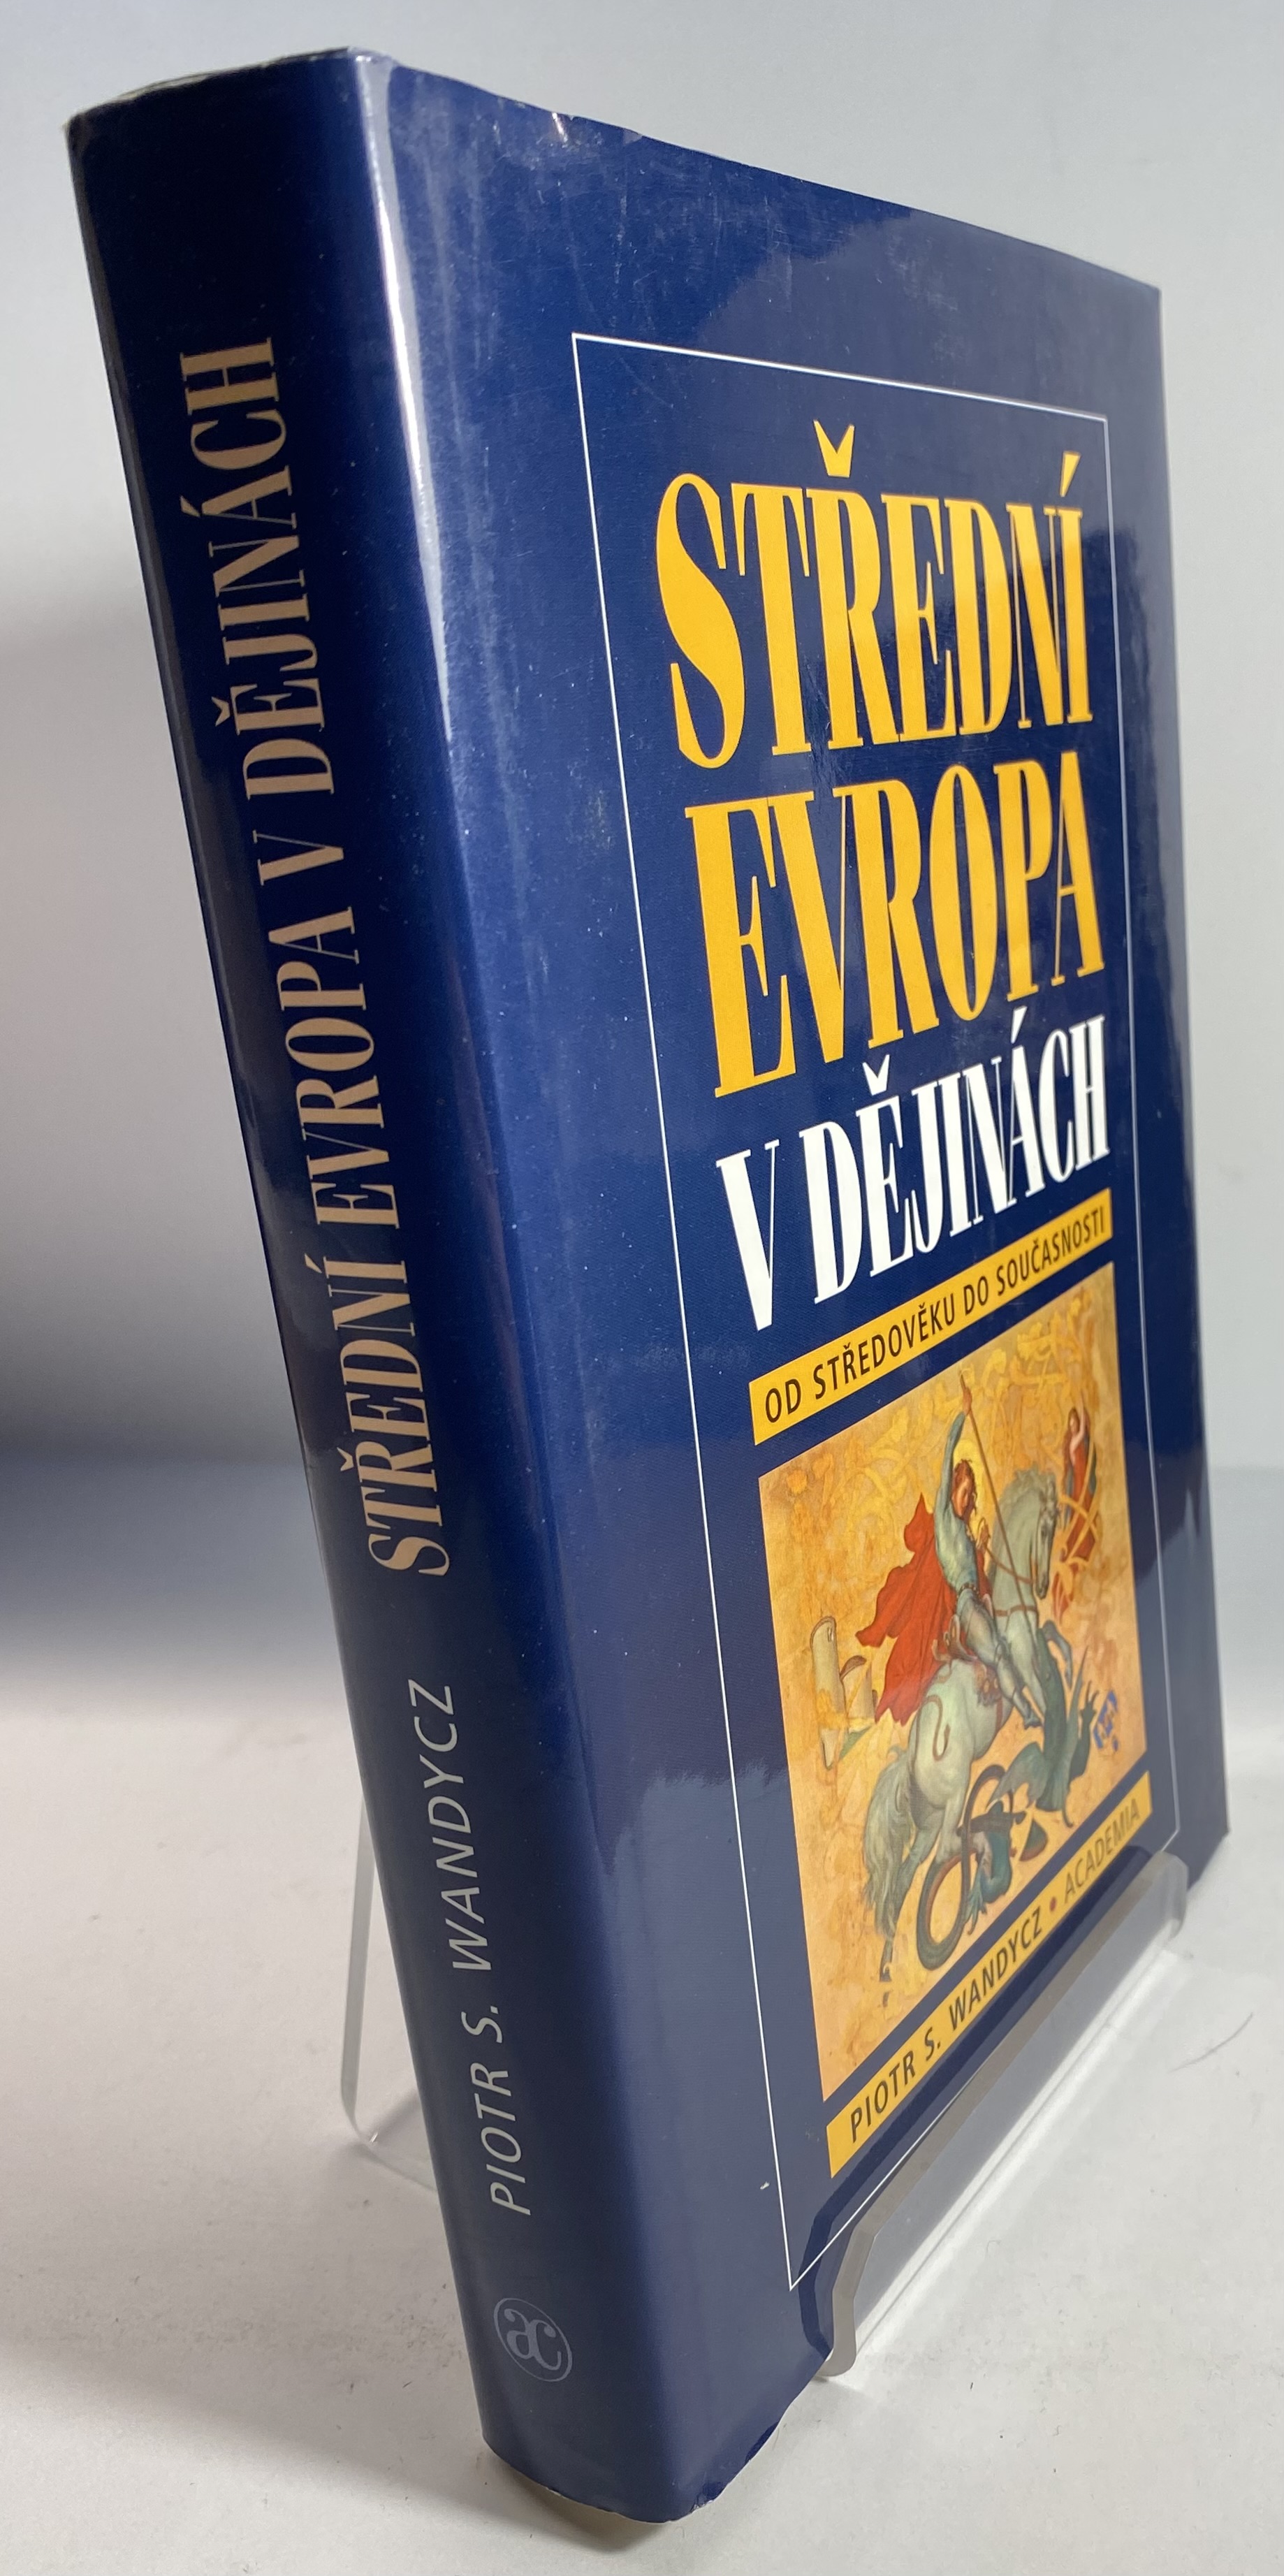 STŘEDNÍ EVROPA V DĚJINÁCH
PIOTR S. WANDYCZ
ac
STŘEDNÍ
EVROPA
V DĚJINÁCH
OD STŘEDOVĚKU DO SOUČASNOSTI
PIOTR S. WANDYCZ • ACADEMIA